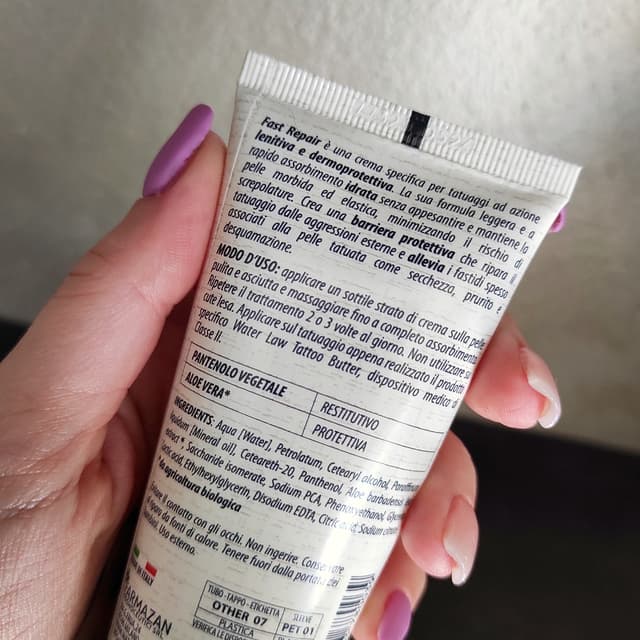 Fast Repair è una crema specifica per tatuaggi ad azione
lenitiva e dermoprotettiva. La sua formula leggera e a
rapido assorbimento idrata senza appesantire e mantiene la
pelle morbida ed elastica, minimizzando il rischio di
screpolature. Crea una barriera protettiva che ripara il
tatuaggio dalle aggressioni esterne e allevia i fastidi spesso
associati alla pelle tatuata come secchezza, prurito e
desquamazione.
MODO D'USO: applicare un sottile strato di crema sulla pelle
pulita e asciutta e massaggiare fino a completo assorbimento.
Ripetere il trattamento 2 o 3 volte al giorno. Non utilizzare su
cute lesa. Applicare sul tatuaggio appena realizzato il prodotto
specifico Water Law Tattoo Butter, dispositivo medico di
Classe II.
PANTENOLO VEGETALE RESTITUTIVO
ALOE VERA* PROTETTIVA
INGREDIENTS: Aqua [Water], Petrolatum, Cetearyl alcohol, Paraffinum
liquidum [Mineral oil], Ceteareth-20, Panthenol, Aloe barbadensis
extract*, Saccharide isomerate, Sodium PCA, Phenoxyethanol,
acid, Ethylhexylglycerin, Disodium EDTA, Citric acid, Sodium
da agricoltura biologica
il contatto con gli occhi. Non ingerire. Conservare
da fonti di calore. Tenere fuori dalla portata dei
Uso esterno.
IN ITALY
TUBO - TAPPO - ETICHETTA SLEEVE
OTHER 07 PET 01
PLASTICA
VERIFICA LE